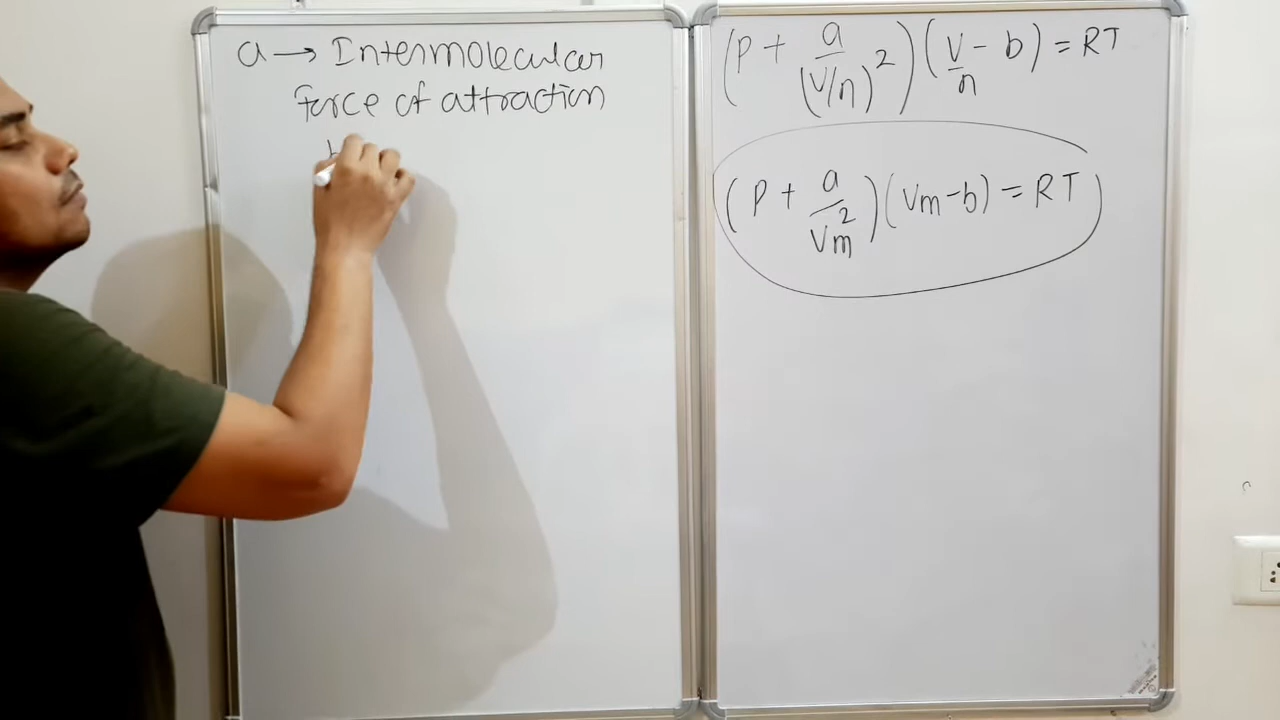 a → Intermolecular
force of attraction
(P + a/(V/n)²)(V/n - b) = RT
(P + a/Vm²)(Vm - b) = RT